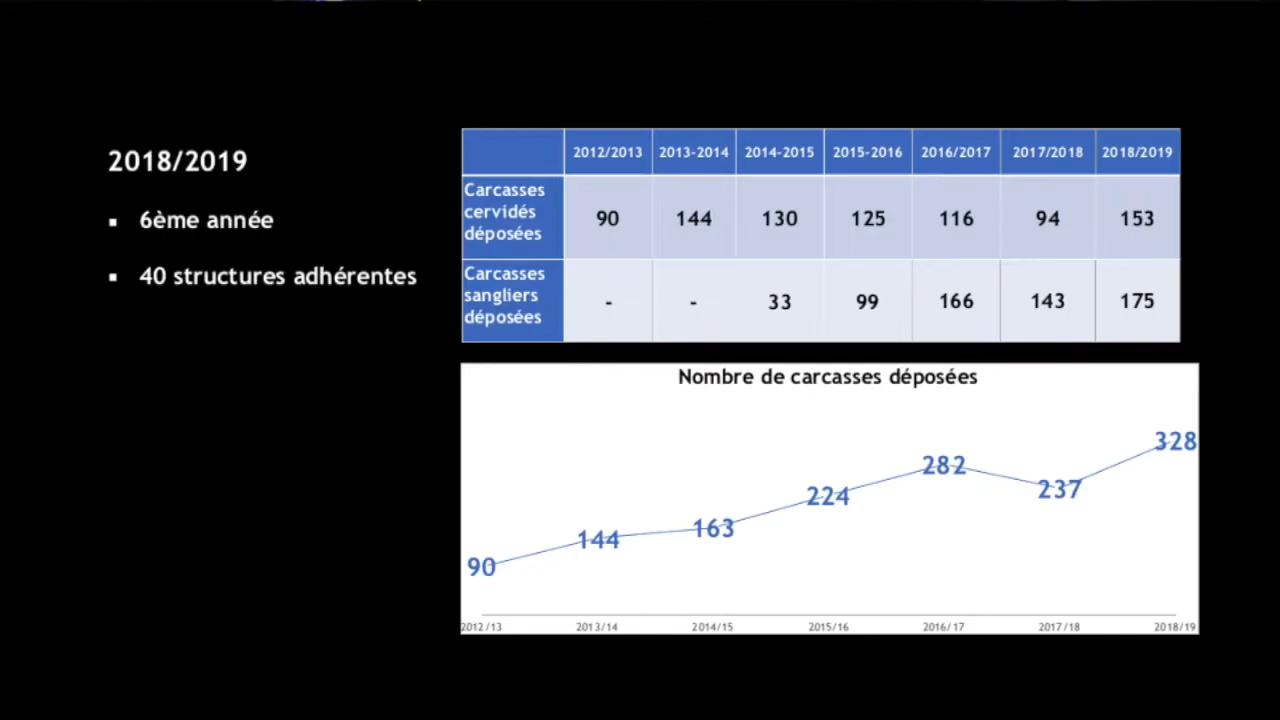 2018/2019
▪ 6ème année
▪ 40 structures adhérentes
2012/2013 2013-2014 2014-2015 2015-2016 2016/2017 2017/2018 2018/2019
Carcasses
cervidés
déposées
90 144 130 125 116 94 153
Carcasses
sangliers
déposées
- - 33 99 166 143 175
Nombre de carcasses déposées
90 144 163 224 282 237 328
2012/13 2013/14 2014/15 2015/16 2016/17 2017/18 2018/19